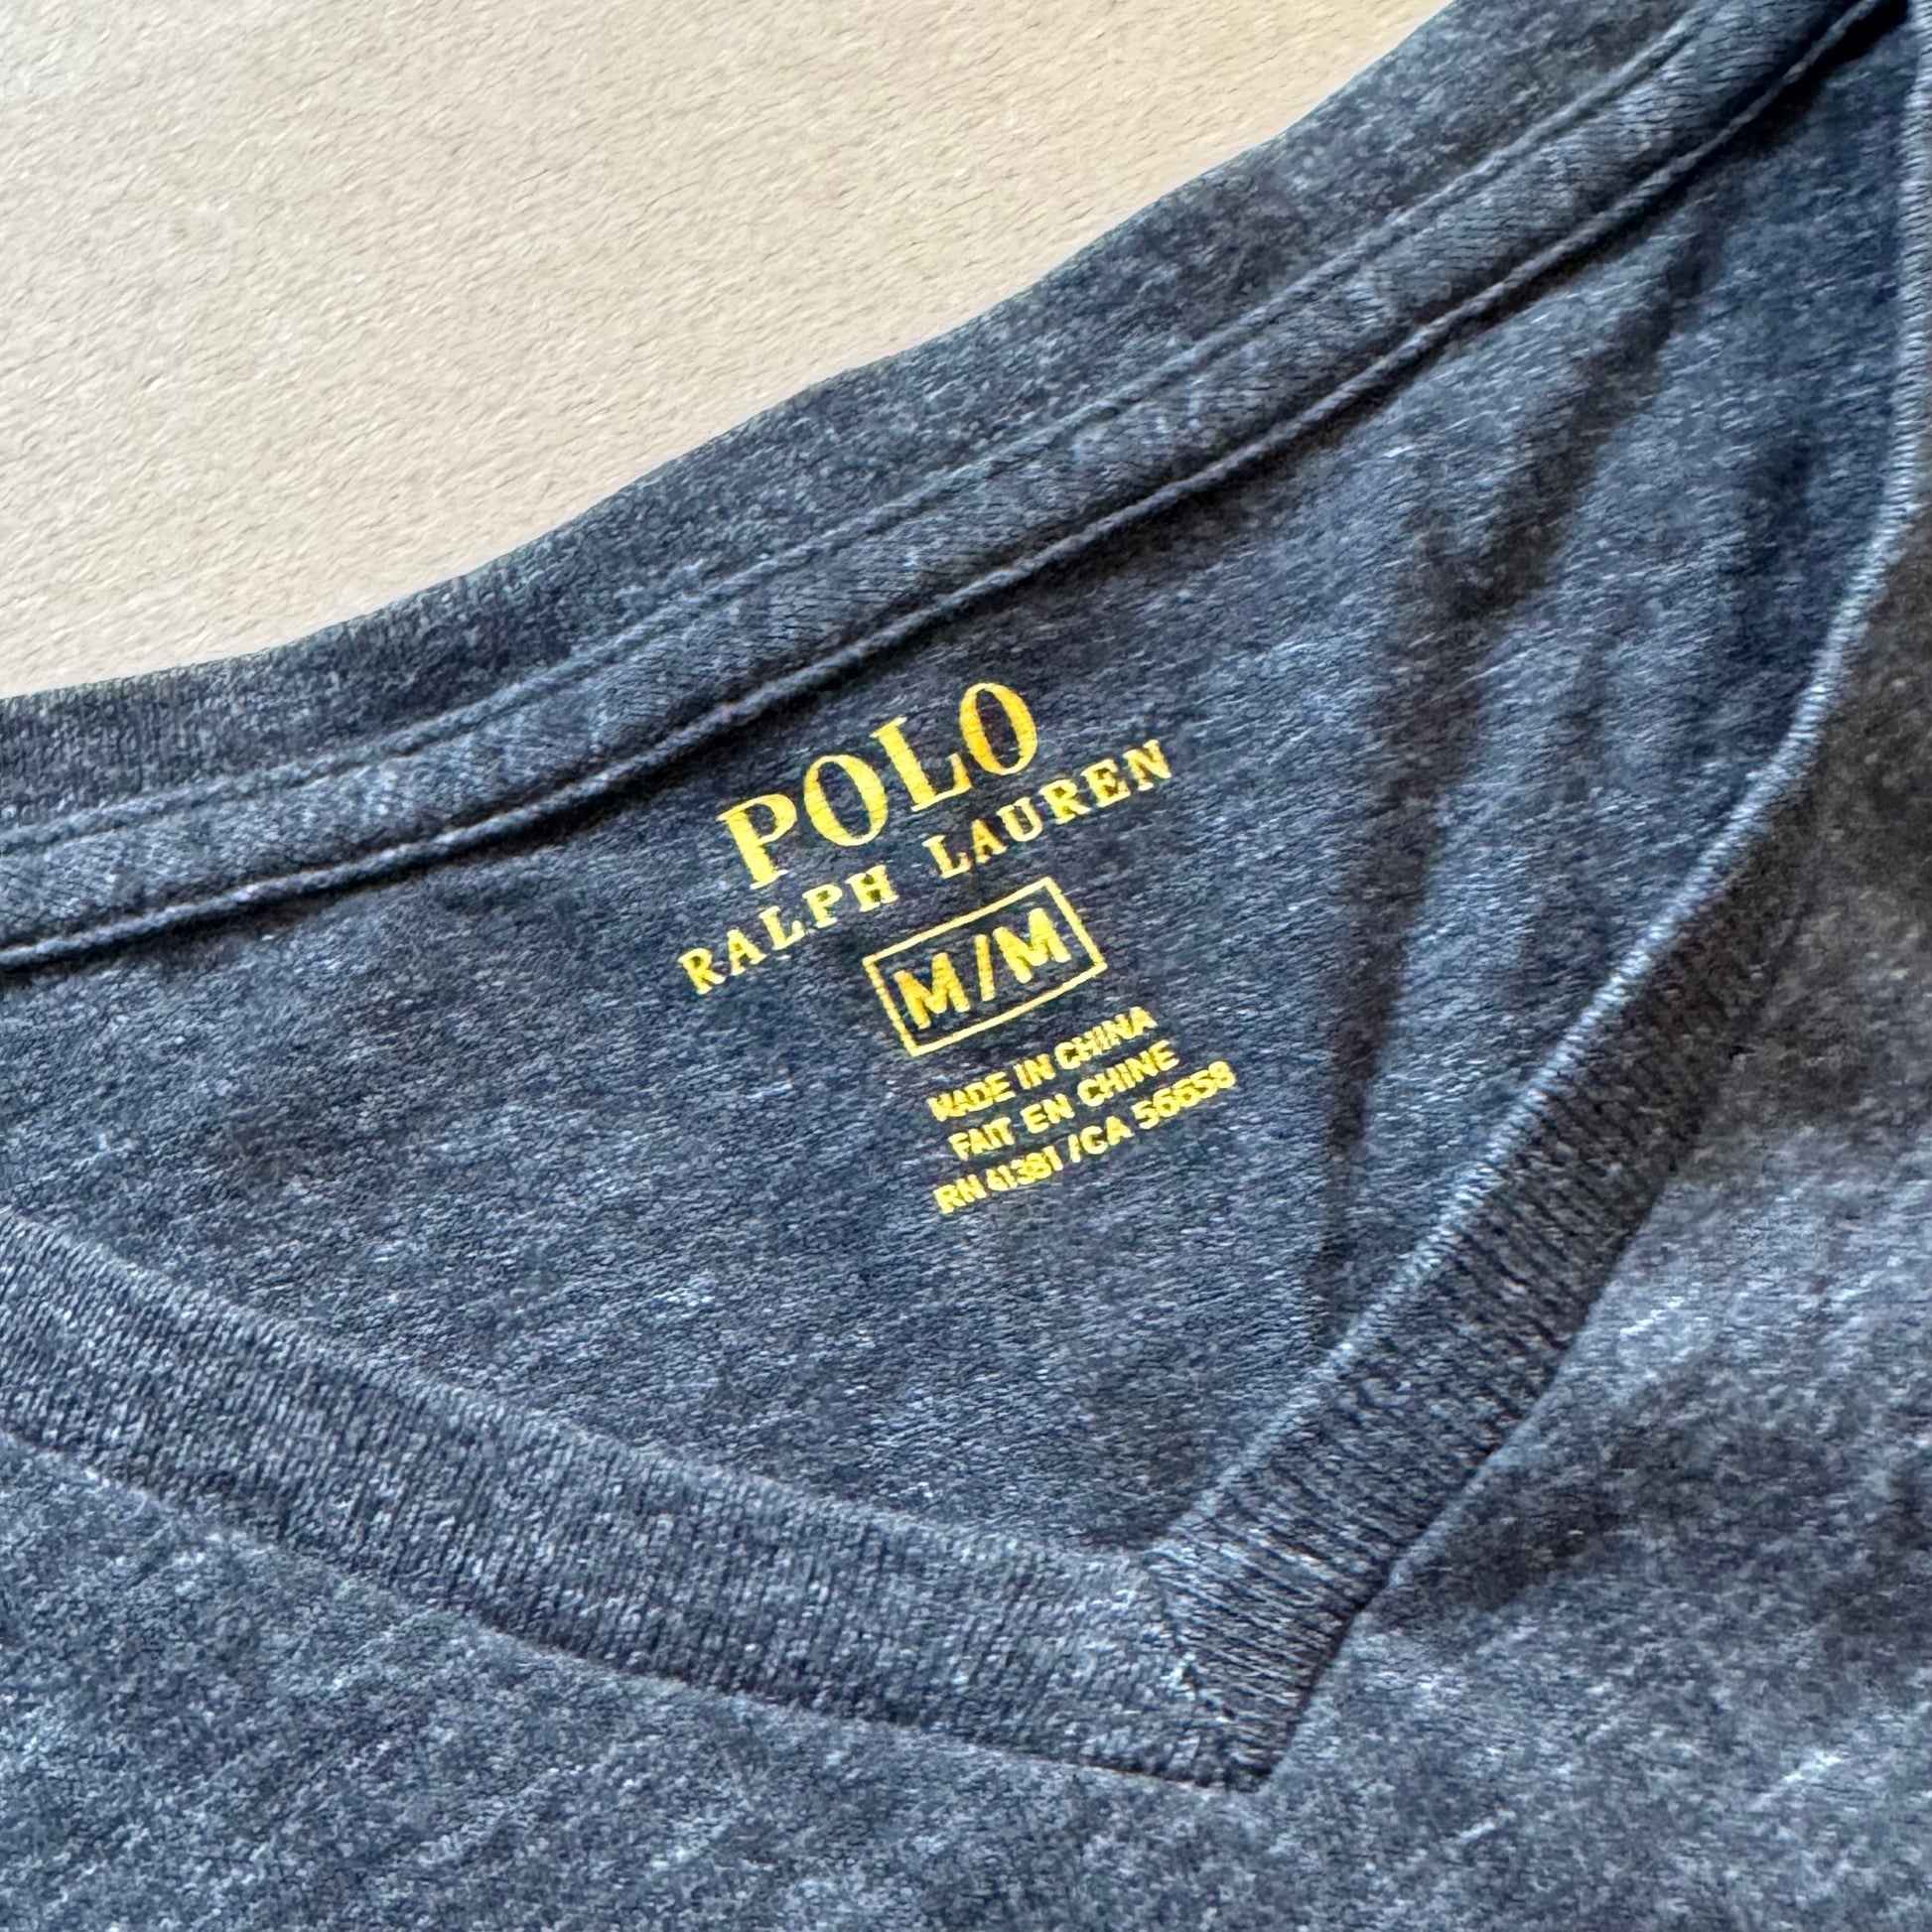 POLO
RALPH LAUREN
M/M
MADE IN CHINA
FAIT EN CHINE
RN 41381 /CA 56658